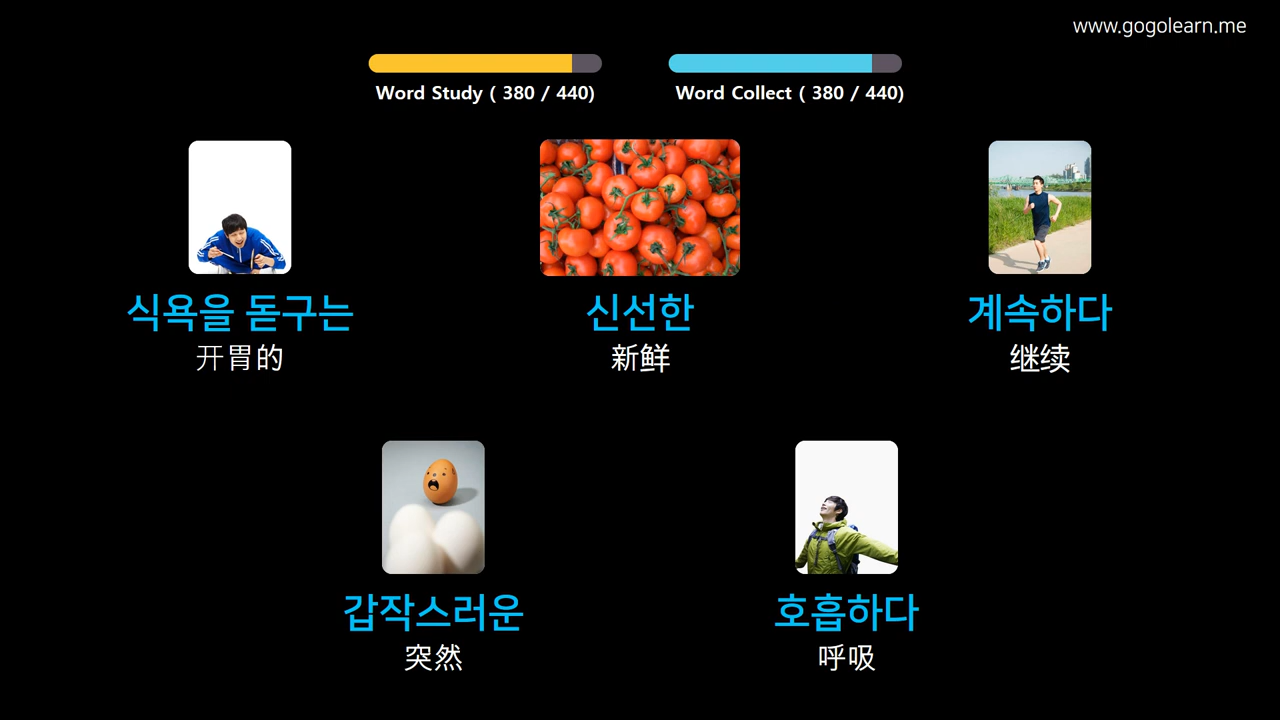 www.gogolearn.me
Word Study ( 380 / 440)
Word Collect ( 380 / 440)
식욕을 돋구는
开胃的
신선한
新鲜
계속하다
继续
갑작스러운
突然
호흡하다
呼吸